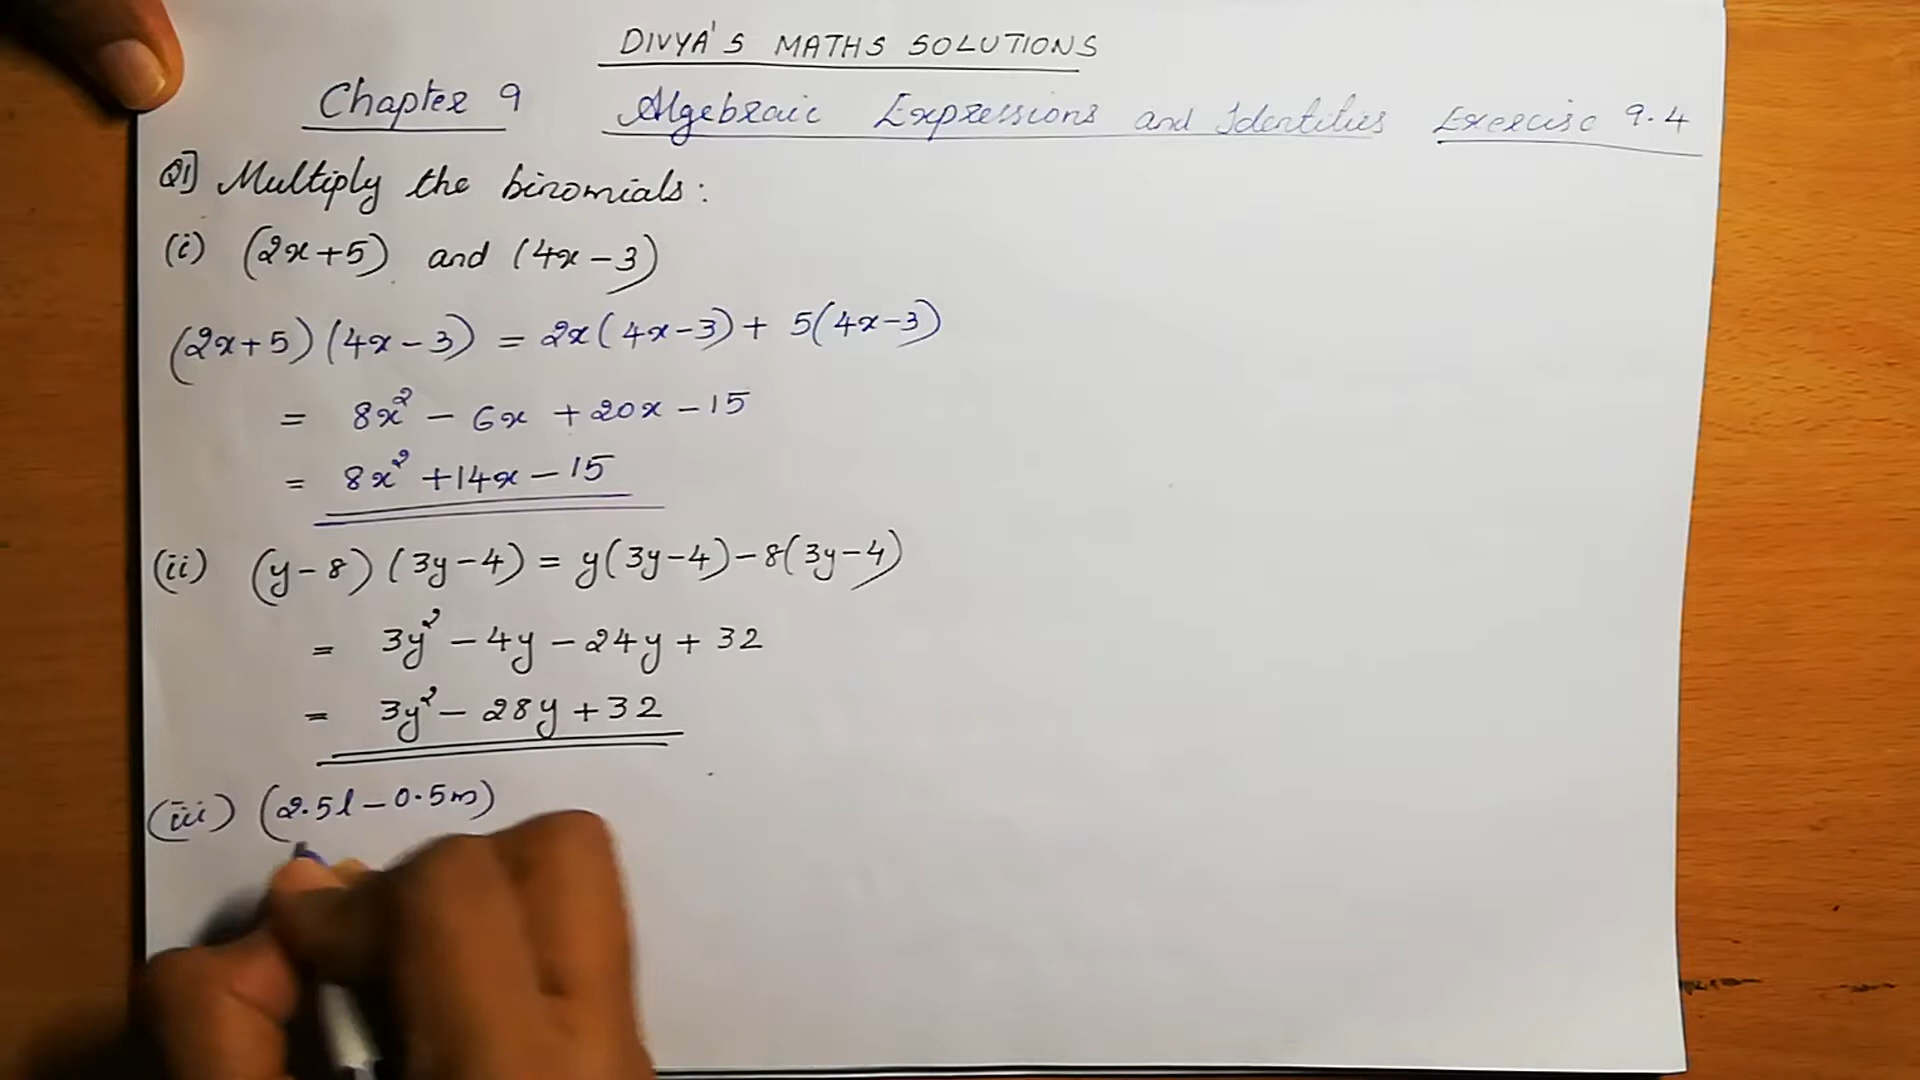 DIVYA'S MATHS SOLUTIONS
Chapter 9 Algebraic Expressions and Identities Exercise 9.4
Q1] Multiply the binomials:
(i) (2x+5) and (4x-3)
(2x+5)(4x-3) = 2x(4x-3)+ 5(4x-3)
= 8x² - 6x + 20x - 15
= 8x² +14x - 15
(ii) (y-8)(3y-4) = y(3y-4)-8(3y-4)
= 3y² - 4y - 24y + 32
= 3y² - 28y + 32
(iii) (2.5l - 0.5m)